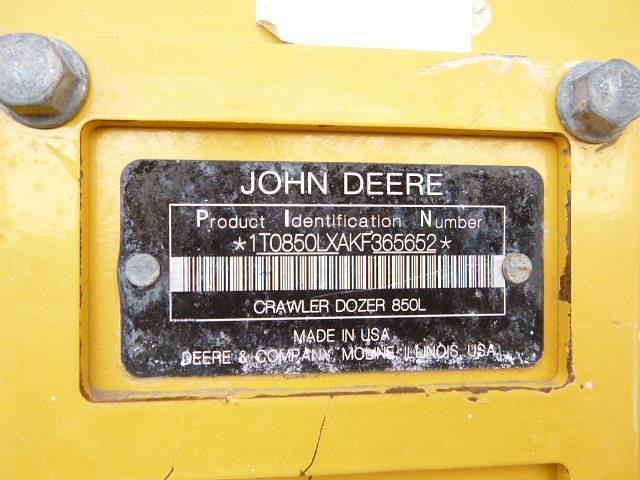 JOHN DEERE
Product Identification Number
*1T0850LXAKF365652*
CRAWLER DOZER 850L
MADE IN USA
DEERE & COMPANY, MOLINE, ILLINOIS, USA